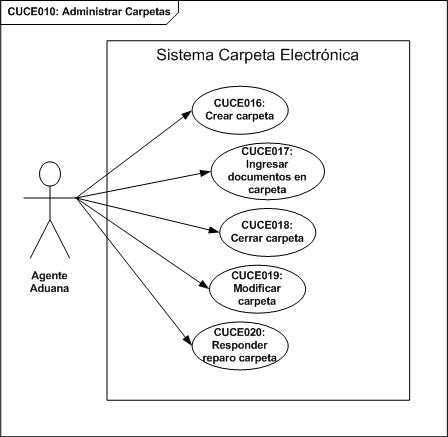 CUCE010: Administrar Carpetas
Sistema Carpeta Electrónica
CUCE016:
Crear carpeta
CUCE017:
Ingresar
documentos en
carpeta
CUCE018:
Cerrar carpeta
CUCE019:
Modificar
carpeta
CUCE020:
Responder
reparo carpeta
Agente
Aduana